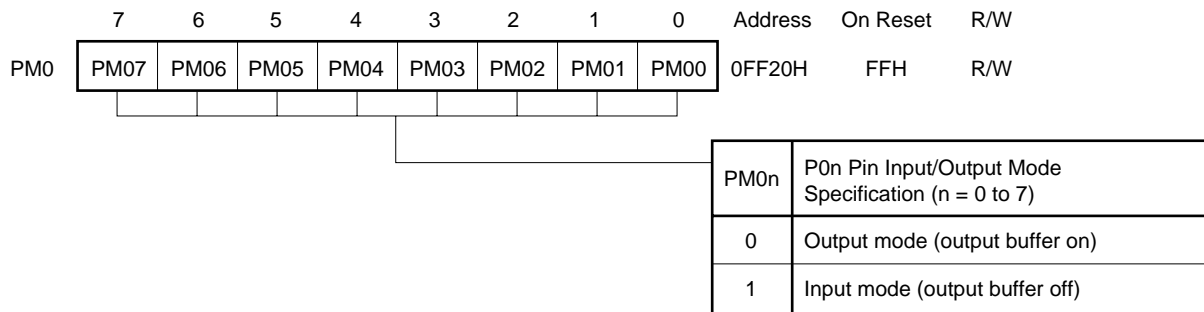 7 6 5 4 3 2 1 0 Address On Reset R/W
PM0 PM07 PM06 PM05 PM04 PM03 PM02 PM01 PM00 0FF20H FFH R/W
PM0n P0n Pin Input/Output Mode
Specification (n = 0 to 7)
0 Output mode (output buffer on)
1 Input mode (output buffer off)